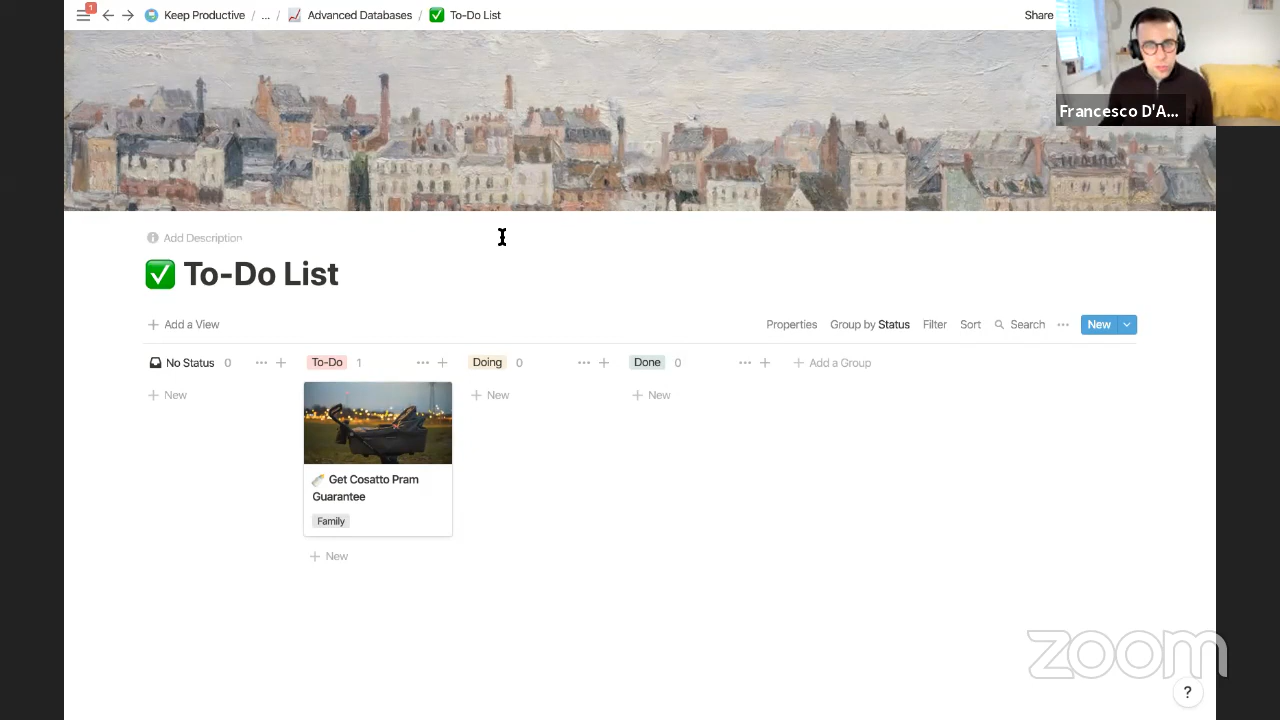 1
Keep Productive / ... / Advanced Databases / To-Do List
Share
Francesco D'A...
Add Description
To-Do List
Add a View
Properties Group by Status Filter Sort Search ... New
No Status 0 ... + To-Do 1 ... + Doing 0 ... + Done 0 ... + + Add a Group
+ New
+ New
+ New
Get Cosatto Pram
Guarantee
Family
+ New
zoom
?